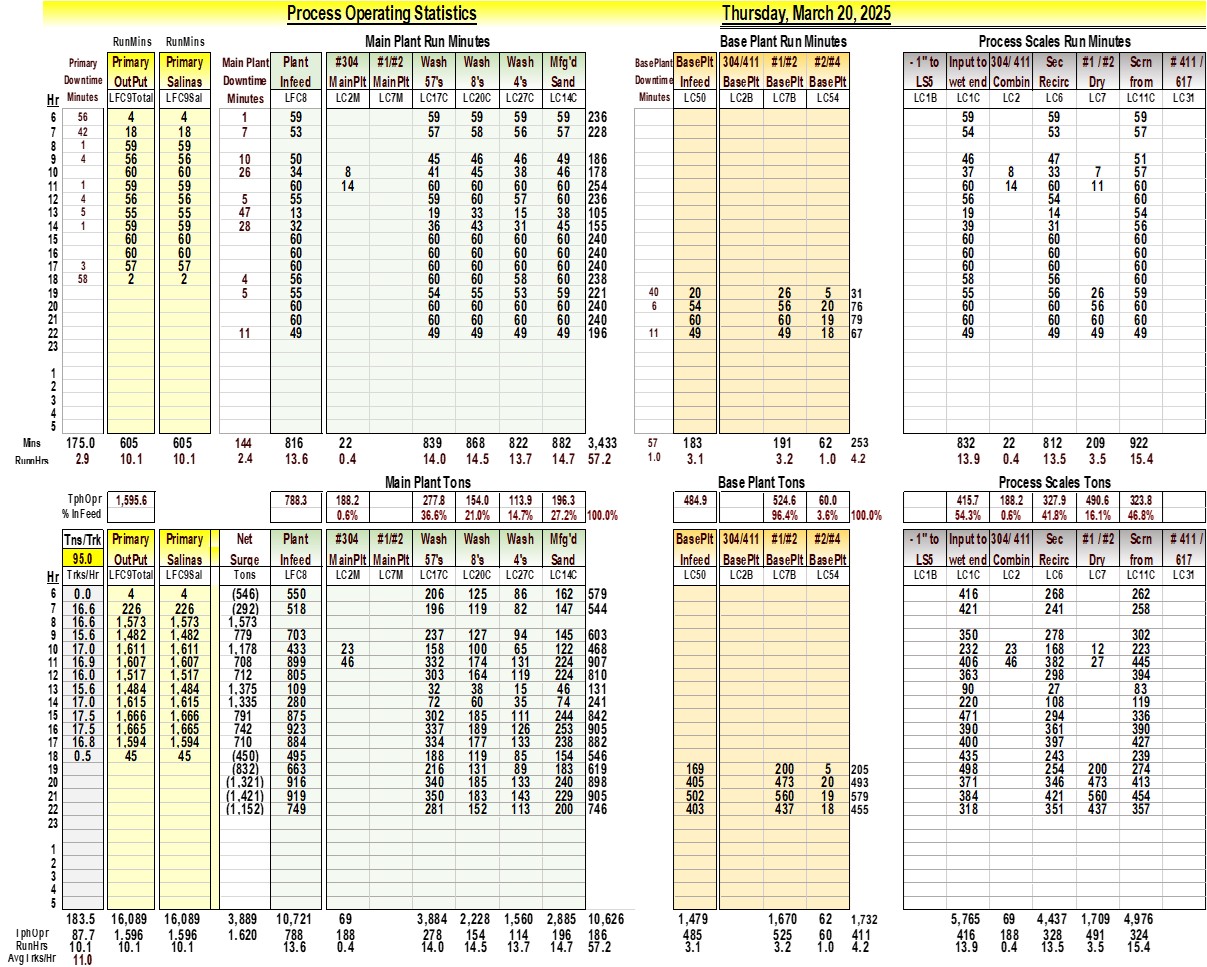 Process Operating Statistics Thursday, March 20, 2025
RunMins RunMins Main Plant Run Minutes Base Plant Run Minutes Process Scales Run Minutes
Primary Primary Primary Main Plant Plant #304 #1/#2 Wash Wash Wash Mfg'd BasePlant BasePlt 304/411 #1/#2 #2/#4 - 1" to Input to 304/ 411 Sec #1 / #2 Scrn # 411 /
Downtime OutPut Salinas Downtime Infeed MainPlt MainPlt 57's 8's 4's Sand Downtime Infeed BasePlt BasePlt BasePlt LS5 wet end Combin Recirc Dry from 617
Hr Minutes LFC9Total LFC9Sal Minutes LFC8 LC2M LC7M LC17C LC20C LC27C LC14C Minutes LC50 LC2B LC7B LC54 LC1B LC1C LC2 LC6 LC7 LC11C LC31
6 56 4 4 1 59 59 59 59 59 236 59 59 59
7 42 18 18 7 53 57 58 56 57 228 54 53 57
8 1 59 59
9 4 56 56 10 50 45 46 46 49 186 46 47 51
10 60 60 26 34 8 41 45 38 46 178 37 8 33 7 57
11 1 59 59 60 14 60 60 60 60 254 60 14 60 11 60
12 4 56 56 5 55 59 60 57 60 236 56 54 60
13 5 55 55 47 13 19 33 15 38 105 19 14 54
14 1 59 59 28 32 36 43 31 45 155 39 31 56
15 60 60 60 60 60 60 60 240 60 60 60
16 60 60 60 60 60 60 60 240 60 60 60
17 3 57 57 60 60 60 60 60 240 60 60 60
18 58 2 2 4 56 60 60 58 60 238 58 56 60
19 5 55 54 55 53 59 221 40 20 26 5 31 55 56 26 59
20 60 60 60 60 60 240 6 54 56 20 76 60 60 56 60
21 60 60 60 60 60 240 60 60 19 79 60 60 60 60
22 11 49 49 49 49 49 196 11 49 49 18 67 49 49 49 49
23
1
2
3
4
5
Mins 175.0 605 605 144 816 22 839 868 822 882 3,433 57 183 191 62 253 832 22 812 209 922
RunnHrs 2.9 10.1 10.1 2.4 13.6 0.4 14.0 14.5 13.7 14.7 57.2 1.0 3.1 3.2 1.0 4.2 13.9 0.4 13.5 3.5 15.4
Main Plant Tons Base Plant Tons Process Scales Tons
TphOpr 1,595.6 788.3 188.2 277.8 154.0 113.9 196.3 484.9 524.6 60.0 415.7 188.2 327.9 490.6 323.8
% InFeed 0.6% 36.6% 21.0% 14.7% 27.2% 100.0% 96.4% 3.6% 100.0% 54.3% 0.6% 41.8% 16.1% 46.8%
Tns/Trk Primary Primary Net Plant #304 #1/#2 Wash Wash Wash Mfg'd BasePlt 304/411 #1/#2 #2/#4 - 1" to Input to 304/ 411 Sec #1 / #2 Scrn # 411 /
95.0 OutPut Salinas Surge Infeed MainPlt MainPlt 57's 8's 4's Sand Infeed BasePlt BasePlt BasePlt LS5 wet end Combin Recirc Dry from 617
Hr Trks/Hr LFC9Total LFC9Sal Tons LFC8 LC2M LC7M LC17C LC20C LC27C LC14C LC50 LC2B LC7B LC54 LC1B LC1C LC2 LC6 LC7 LC11C LC31
6 0.0 4 4 (546) 550 206 125 86 162 579 416 268 262
7 16.6 226 226 (292) 518 196 119 82 147 544 421 241 258
8 16.6 1,573 1,573 1,573
9 15.6 1,482 1,482 779 703 237 127 94 145 603 350 278 302
10 17.0 1,611 1,611 1,178 433 23 158 100 65 122 468 232 23 168 12 223
11 16.9 1,607 1,607 708 899 46 332 174 131 224 907 406 46 382 27 445
12 16.0 1,517 1,517 712 805 303 164 119 224 810 363 298 394
13 15.6 1,484 1,484 1,375 109 32 38 15 46 131 90 27 83
14 17.0 1,615 1,615 1,335 280 72 60 35 74 241 220 108 119
15 17.5 1,666 1,666 791 875 302 185 111 244 842 471 294 336
16 17.5 1,665 1,665 742 923 337 189 126 253 905 390 361 390
17 16.8 1,594 1,594 710 884 334 177 133 238 882 400 397 427
18 0.5 45 45 (450) 495 188 119 85 154 546 435 243 239
19 (832) 663 216 131 89 183 619 169 200 5 205 498 254 200 274
20 (1,321) 916 340 185 133 240 898 405 473 20 493 371 346 473 413
21 (1,421) 919 350 183 143 229 905 502 560 19 579 384 421 560 454
22 (1,152) 749 281 152 113 200 746 403 437 18 455 318 351 437 357
23
1
2
3
4
5
183.5 16,089 16,089 3,889 10,721 69 3,884 2,228 1,560 2,885 10,626 1,479 1,670 62 1,732 5,765 69 4,437 1,709 4,976
TphOpr 87.7 1,596 1,596 1.620 788 188 278 154 114 196 186 485 525 60 411 416 188 328 491 324
RunHrs 10.1 10.1 10.1 13.6 0.4 14.0 14.5 13.7 14.7 57.2 3.1 3.2 1.0 4.2 13.9 0.4 13.5 3.5 15.4
Avg Trks/Hr 11.0